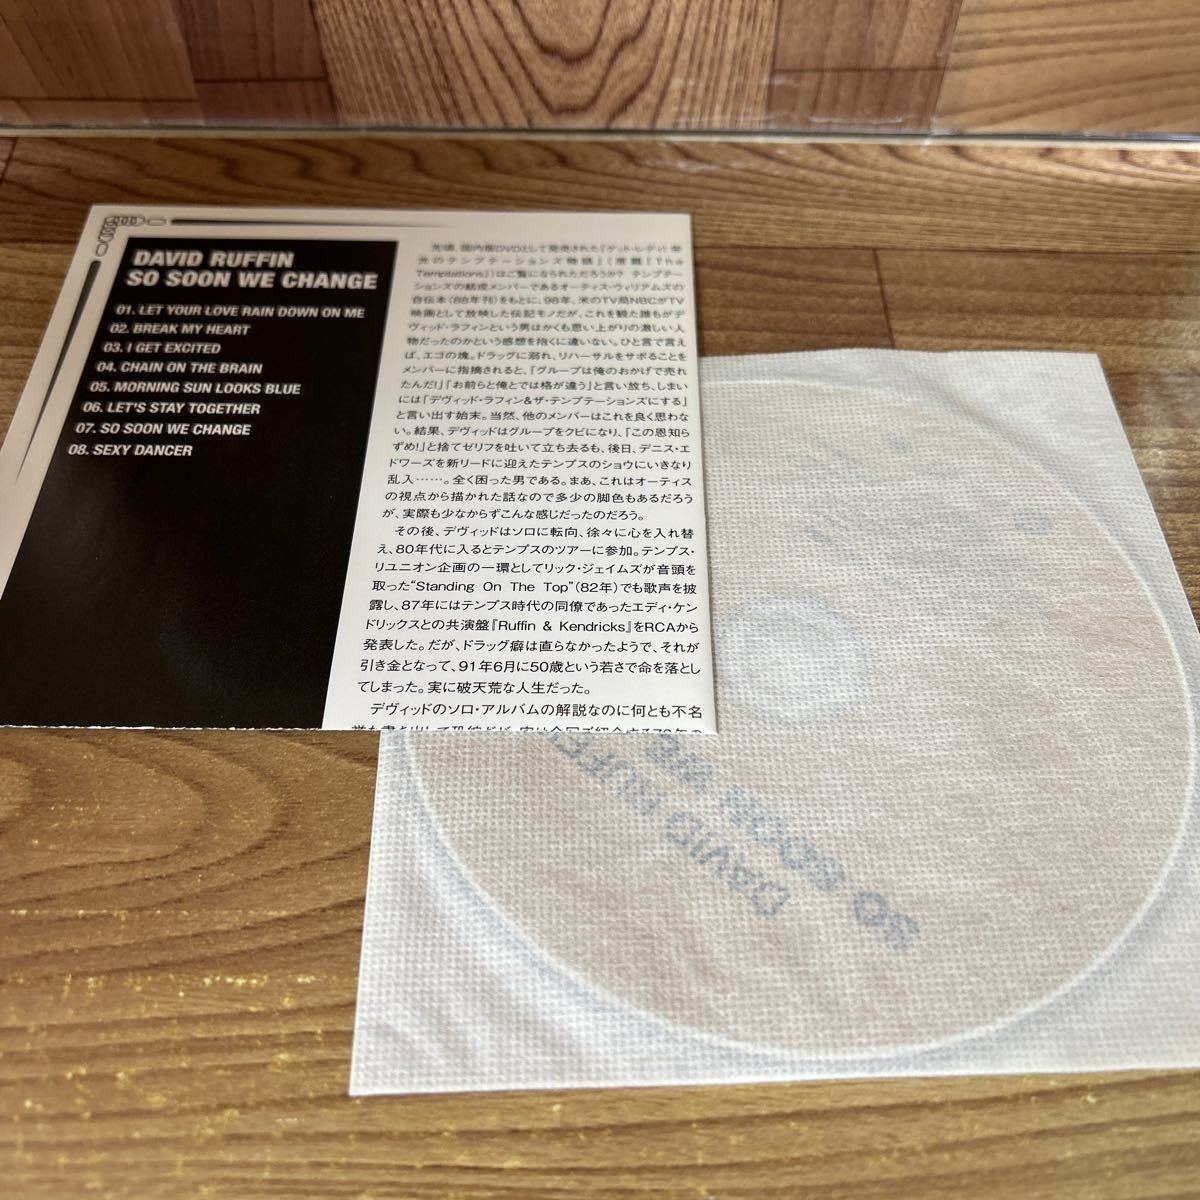 DAVID RUFFIN
SO SOON WE CHANGE
01. LET YOUR LOVE RAIN DOWN ON ME
02. BREAK MY HEART
03. I GET EXCITED
04. CHAIN ON THE BRAIN
05. MORNING SUN LOOKS BLUE
06. LET'S STAY TOGETHER
07. SO SOON WE CHANGE
08. SEXY DANCER
先頃、国内版DVDとして発売された『ゲット・レディ! 栄
光のテンプテーションズ物語』(原題『The
Temptations』)はご覧になられただろうか? テンプテー
ションズの結成メンバーであるオーティス・ウィリアムズの
自伝本(88年刊)をもとに、98年、米のTV局NBCがTV
映画として放映した伝記モノだが、これを観た誰もがデ
ヴィッド・ラフィンという男はかくも思い上がりの激しい人
物だったのかという感想を抱くに違いない。ひと言で言え
ば、エゴの塊。ドラッグに溺れ、リハーサルをサボることを
メンバーに指摘されると、「グループは俺のおかげで売れ
たんだ!」「お前らと俺とでは格が違う」と言い放ち、しまい
には「デヴィッド・ラフィン&ザ・テンプテーションズにする」
と言い出す始末。当然、他のメンバーはこれを良く思わな
い。結果、デヴィッドはグループをクビになり、「この恩知ら
ずめ!」と捨てゼリフを吐いて立ち去るも、後日、デニス・エ
ドワーズを新リードに迎えたテンプスのショウにいきなり
乱入……。全く困った男である。まあ、これはオーティス
の視点から描かれた話なので多少の脚色もあるだろう
が、実際も少なからずこんな感じだったのだろう。
その後、デヴィッドはソロに転向、徐々に心を入れ替
え、80年代に入るとテンプスのツアーに参加。テンプス・
リユニオン企画の一環としてリック・ジェイムズが音頭を
取った“Standing On The Top”(82年)でも歌声を披
露し、87年にはテンプス時代の同僚であったエディ・ケン
ドリックスとの共演盤『Ruffin & Kendricks』をRCAから
発表した。だが、ドラッグ癖は直らなかったようで、それが
引き金となって、91年6月に50歳という若さで命を落とし
てしまった。実に破天荒な人生だった。
デヴィッドのソロ・アルバムの解説なのに何とも不名
DAVID RUFFIN
SO SOON WE